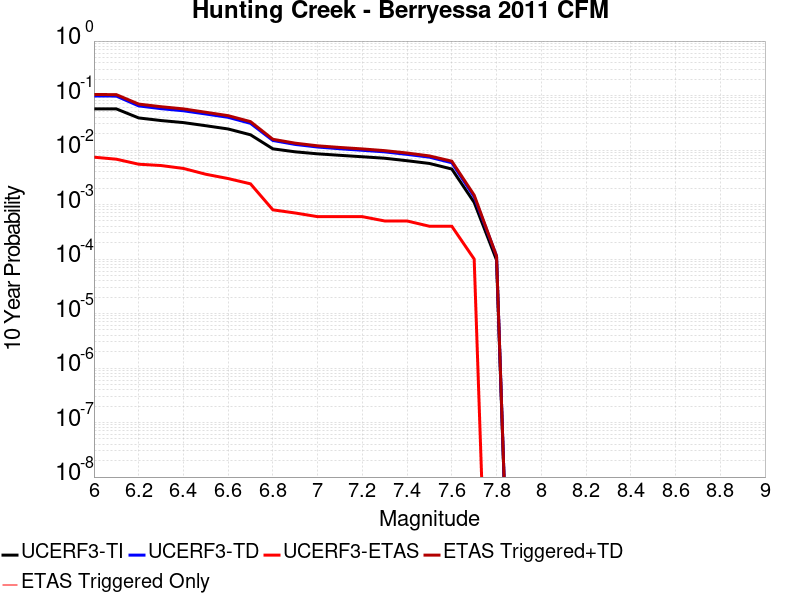 Hunting Creek - Berryessa 2011 CFM
10 0
10 -1
10 -2
10 -3
10 -4
10 -5
10 -6
10 -7
10 -8
10 Year Probability
6 6.2 6.4 6.6 6.8 7 7.2 7.4 7.6 7.8 8 8.2 8.4 8.6 8.8 9
Magnitude
UCERF3-TI UCERF3-TD UCERF3-ETAS ETAS Triggered+TD
ETAS Triggered Only